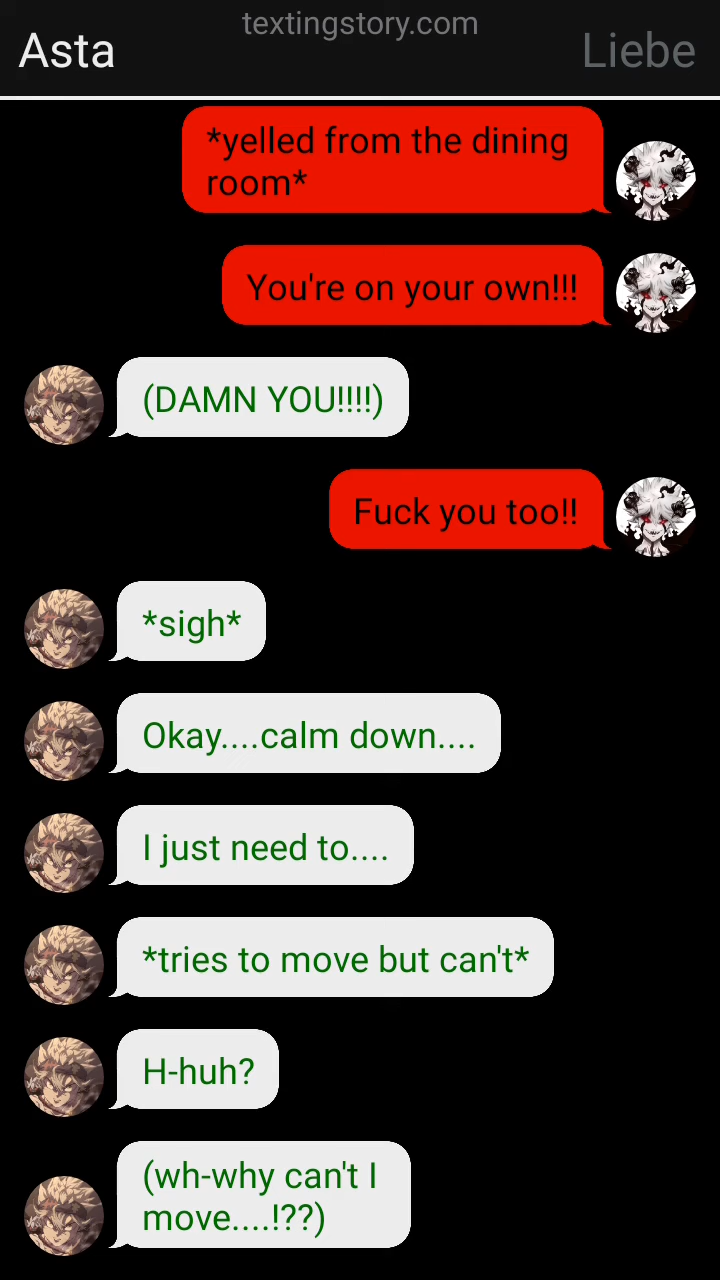 textingstory.com
Asta
Liebe
*yelled from the dining
room*
You're on your own!!!
(DAMN YOU!!!!)
Fuck you too!!
*sigh*
Okay....calm down....
I just need to....
*tries to move but can't*
H-huh?
(wh-why can't I
move....!??)